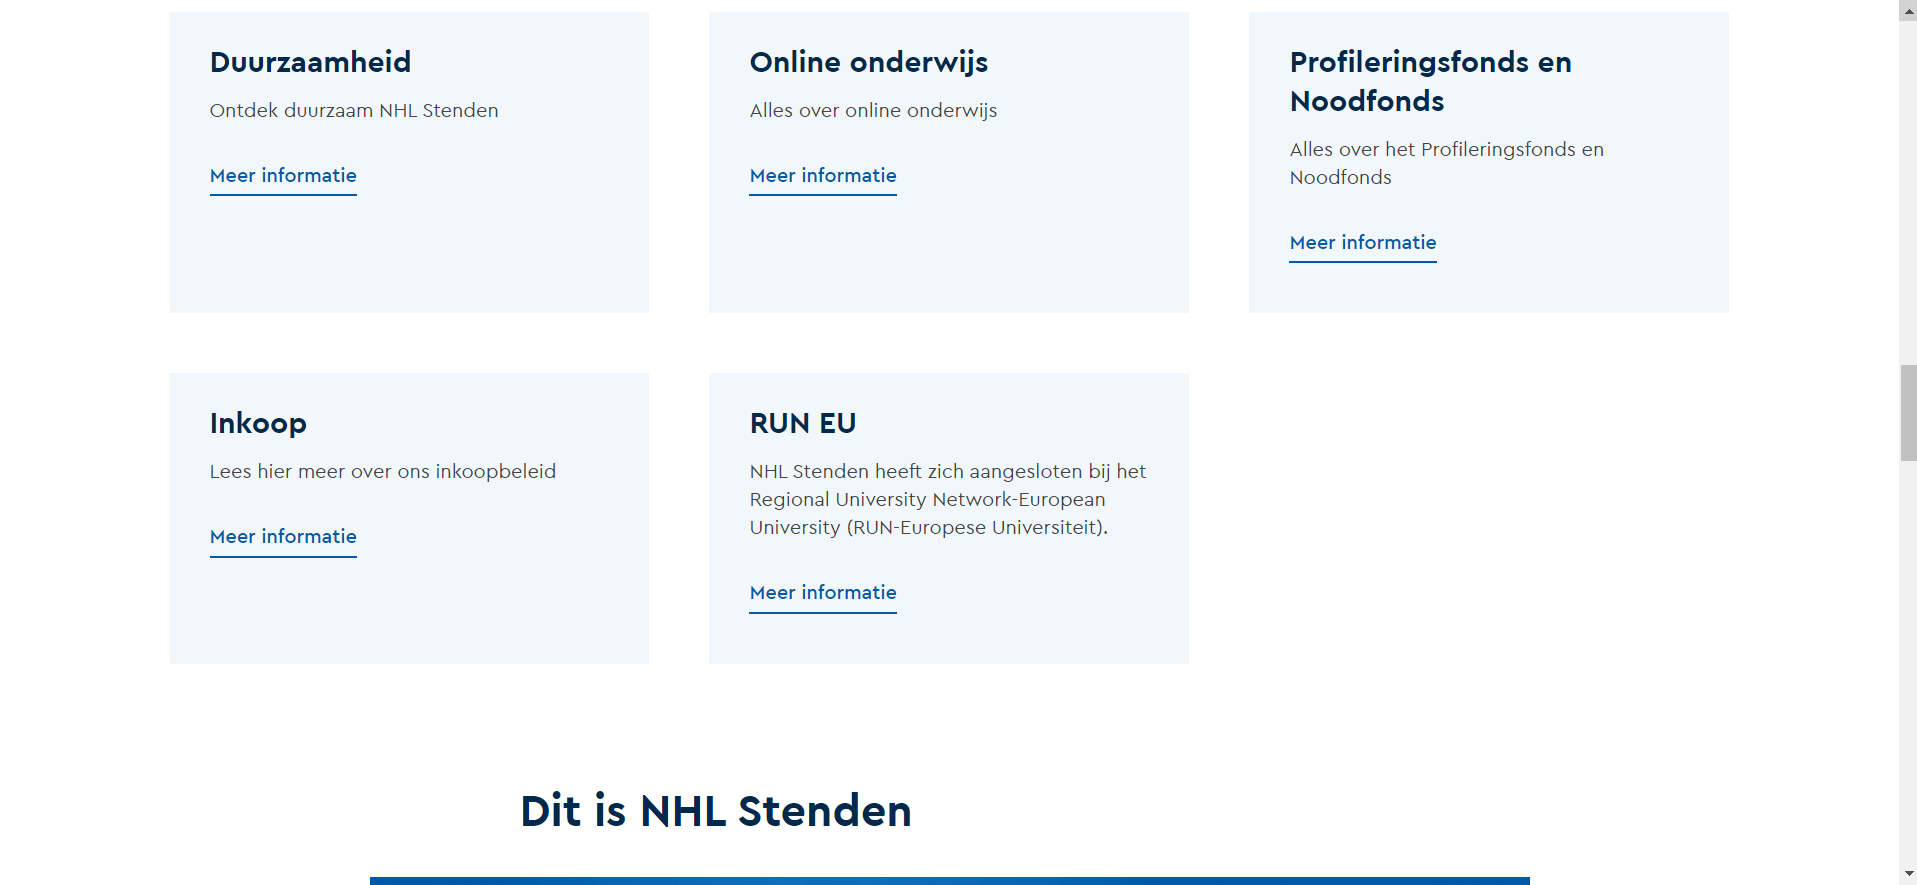 Duurzaamheid
Ontdek duurzaam NHL Stenden
Meer informatie
Online onderwijs
Alles over online onderwijs
Meer informatie
Profileringsfonds en
Noodfonds
Alles over het Profileringsfonds en
Noodfonds
Meer informatie
Inkoop
Lees hier meer over ons inkoopbeleid
Meer informatie
RUN EU
NHL Stenden heeft zich aangesloten bij het
Regional University Network-European
University (RUN-Europese Universiteit).
Meer informatie
Dit is NHL Stenden